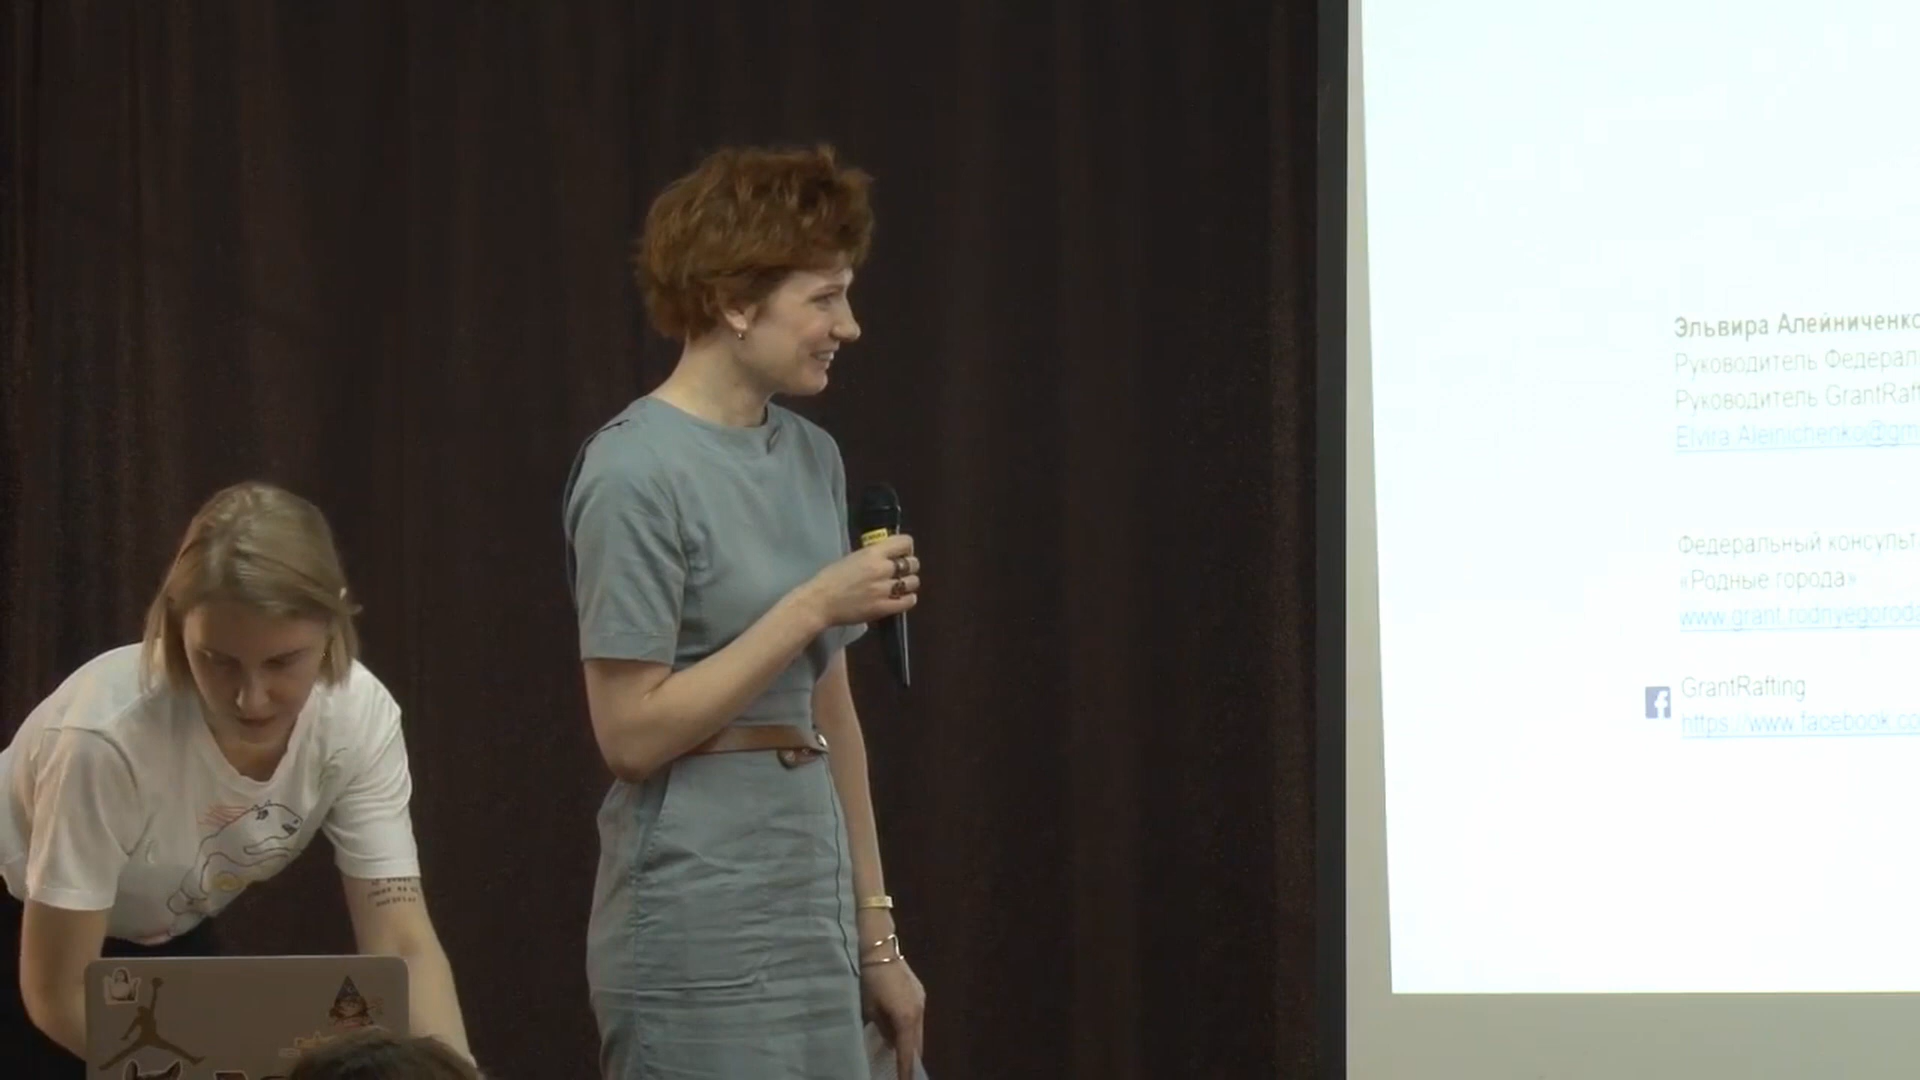 Эльвира Алейниченко
Руководитель Федерал
Руководитель GrantRaft
Elvira.Aleinichenko@gm
Федеральный консульт
«Родные города»
www.grant.rodnyegoroda
GrantRafting
https://www.facebook.co